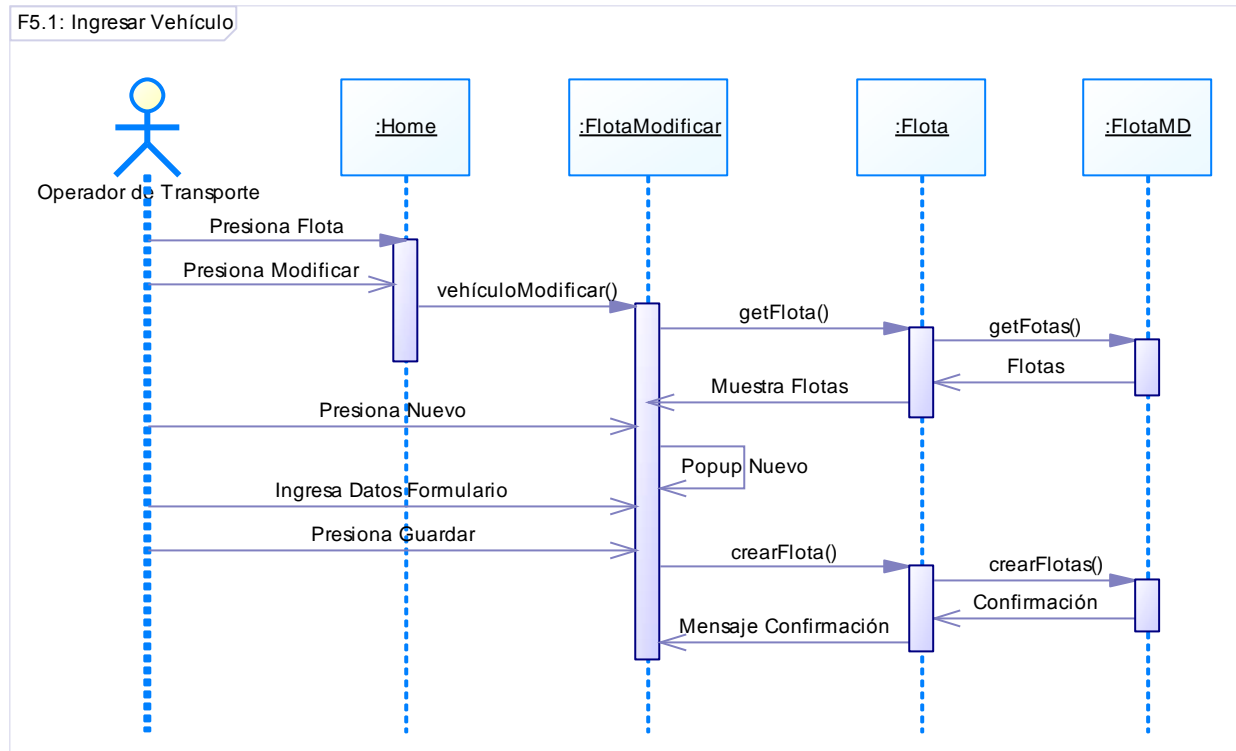 F5.1: Ingresar Vehículo
:Home
:FlotaModificar
:Flota
:FlotaMD
Operador de Transporte
Presiona Flota
Presiona Modificar
vehículoModificar()
getFlota()
getFotas()
Flotas
Muestra Flotas
Presiona Nuevo
Popup Nuevo
Ingresa Datos Formulario
Presiona Guardar
crearFlota()
crearFlotas()
Confirmación
Mensaje Confirmación